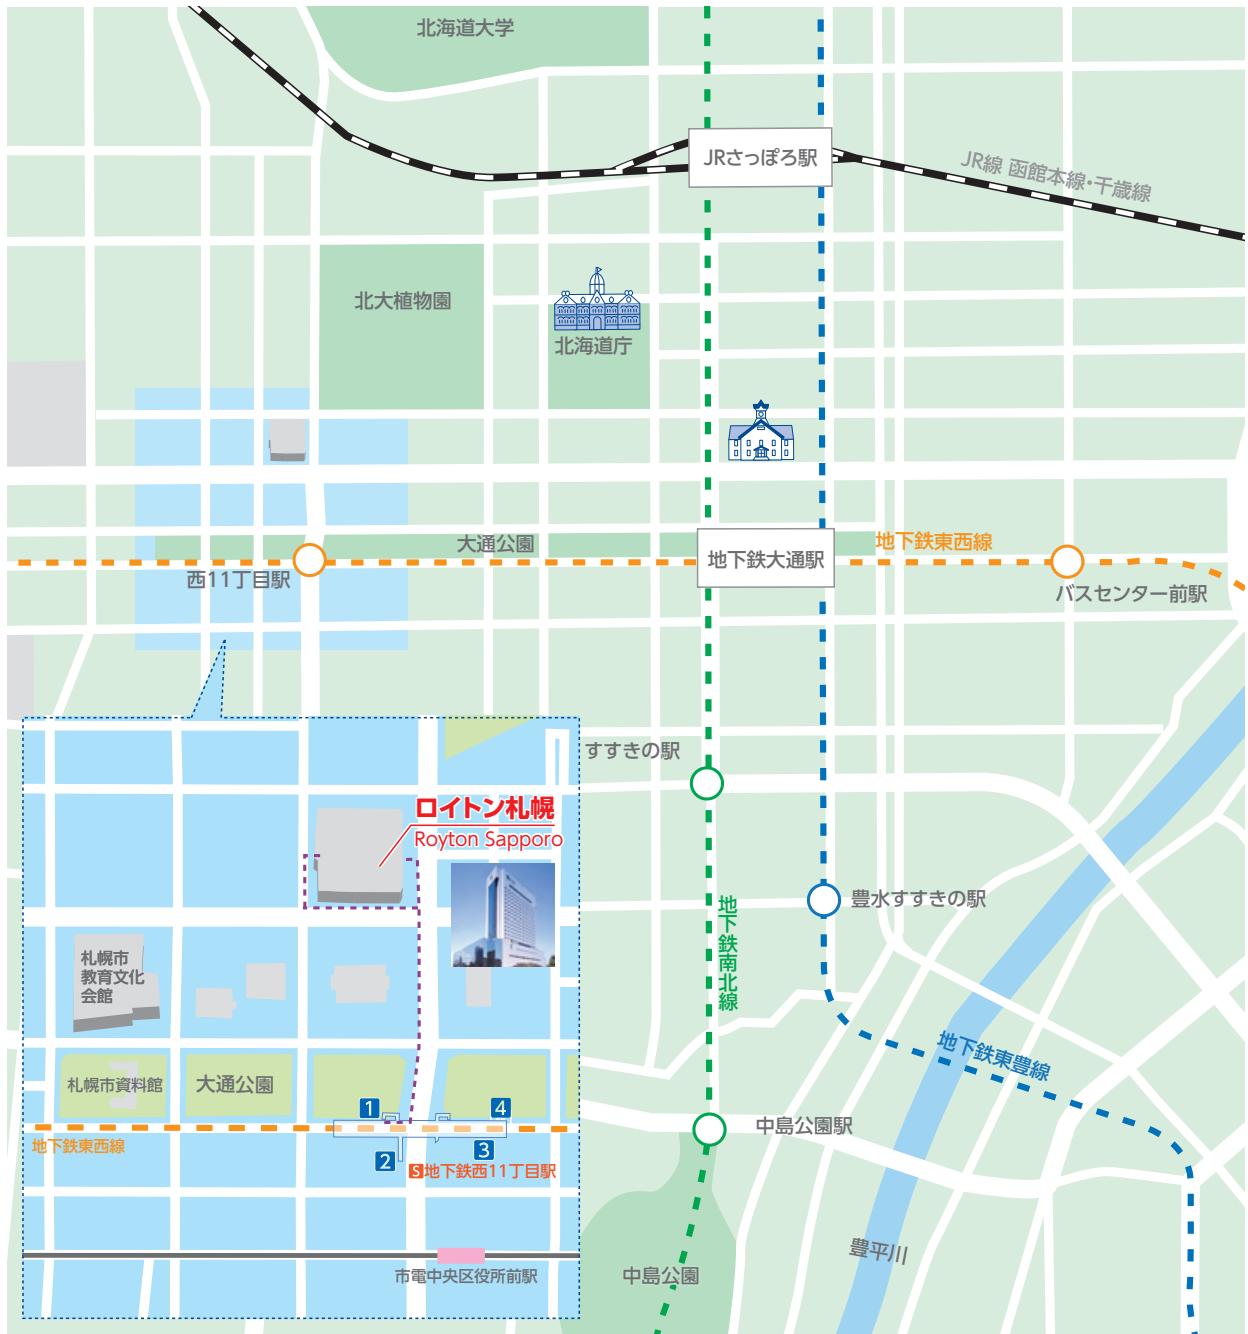 北海道大学
JRさっぽろ駅
JR線 函館本線・千歳線
北大植物園
北海道庁
大通公園
地下鉄東西線
地下鉄大通駅
西11丁目駅
バスセンター前駅
すすきの駅
ロイトン札幌
Royton Sapporo
豊水すすきの駅
地下鉄南北線
札幌市
教育文化
会館
地下鉄東豊線
札幌市資料館
大通公園
1
4
中島公園駅
地下鉄東西線
2
3
S地下鉄西11丁目駅
豊平川
市電中央区役所前駅
中島公園